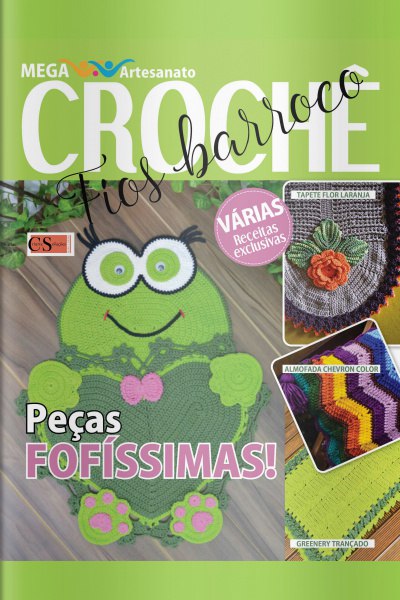 MEGA Artesanato
CROCHÊ
Fios barroco
VÁRIAS
Receitas
exclusivas
TAPETE FLOR LARANJA
ALMOFADA CHEVRON COLOR
Peças
FOFÍSSIMAS!
GREENERY TRANÇADO